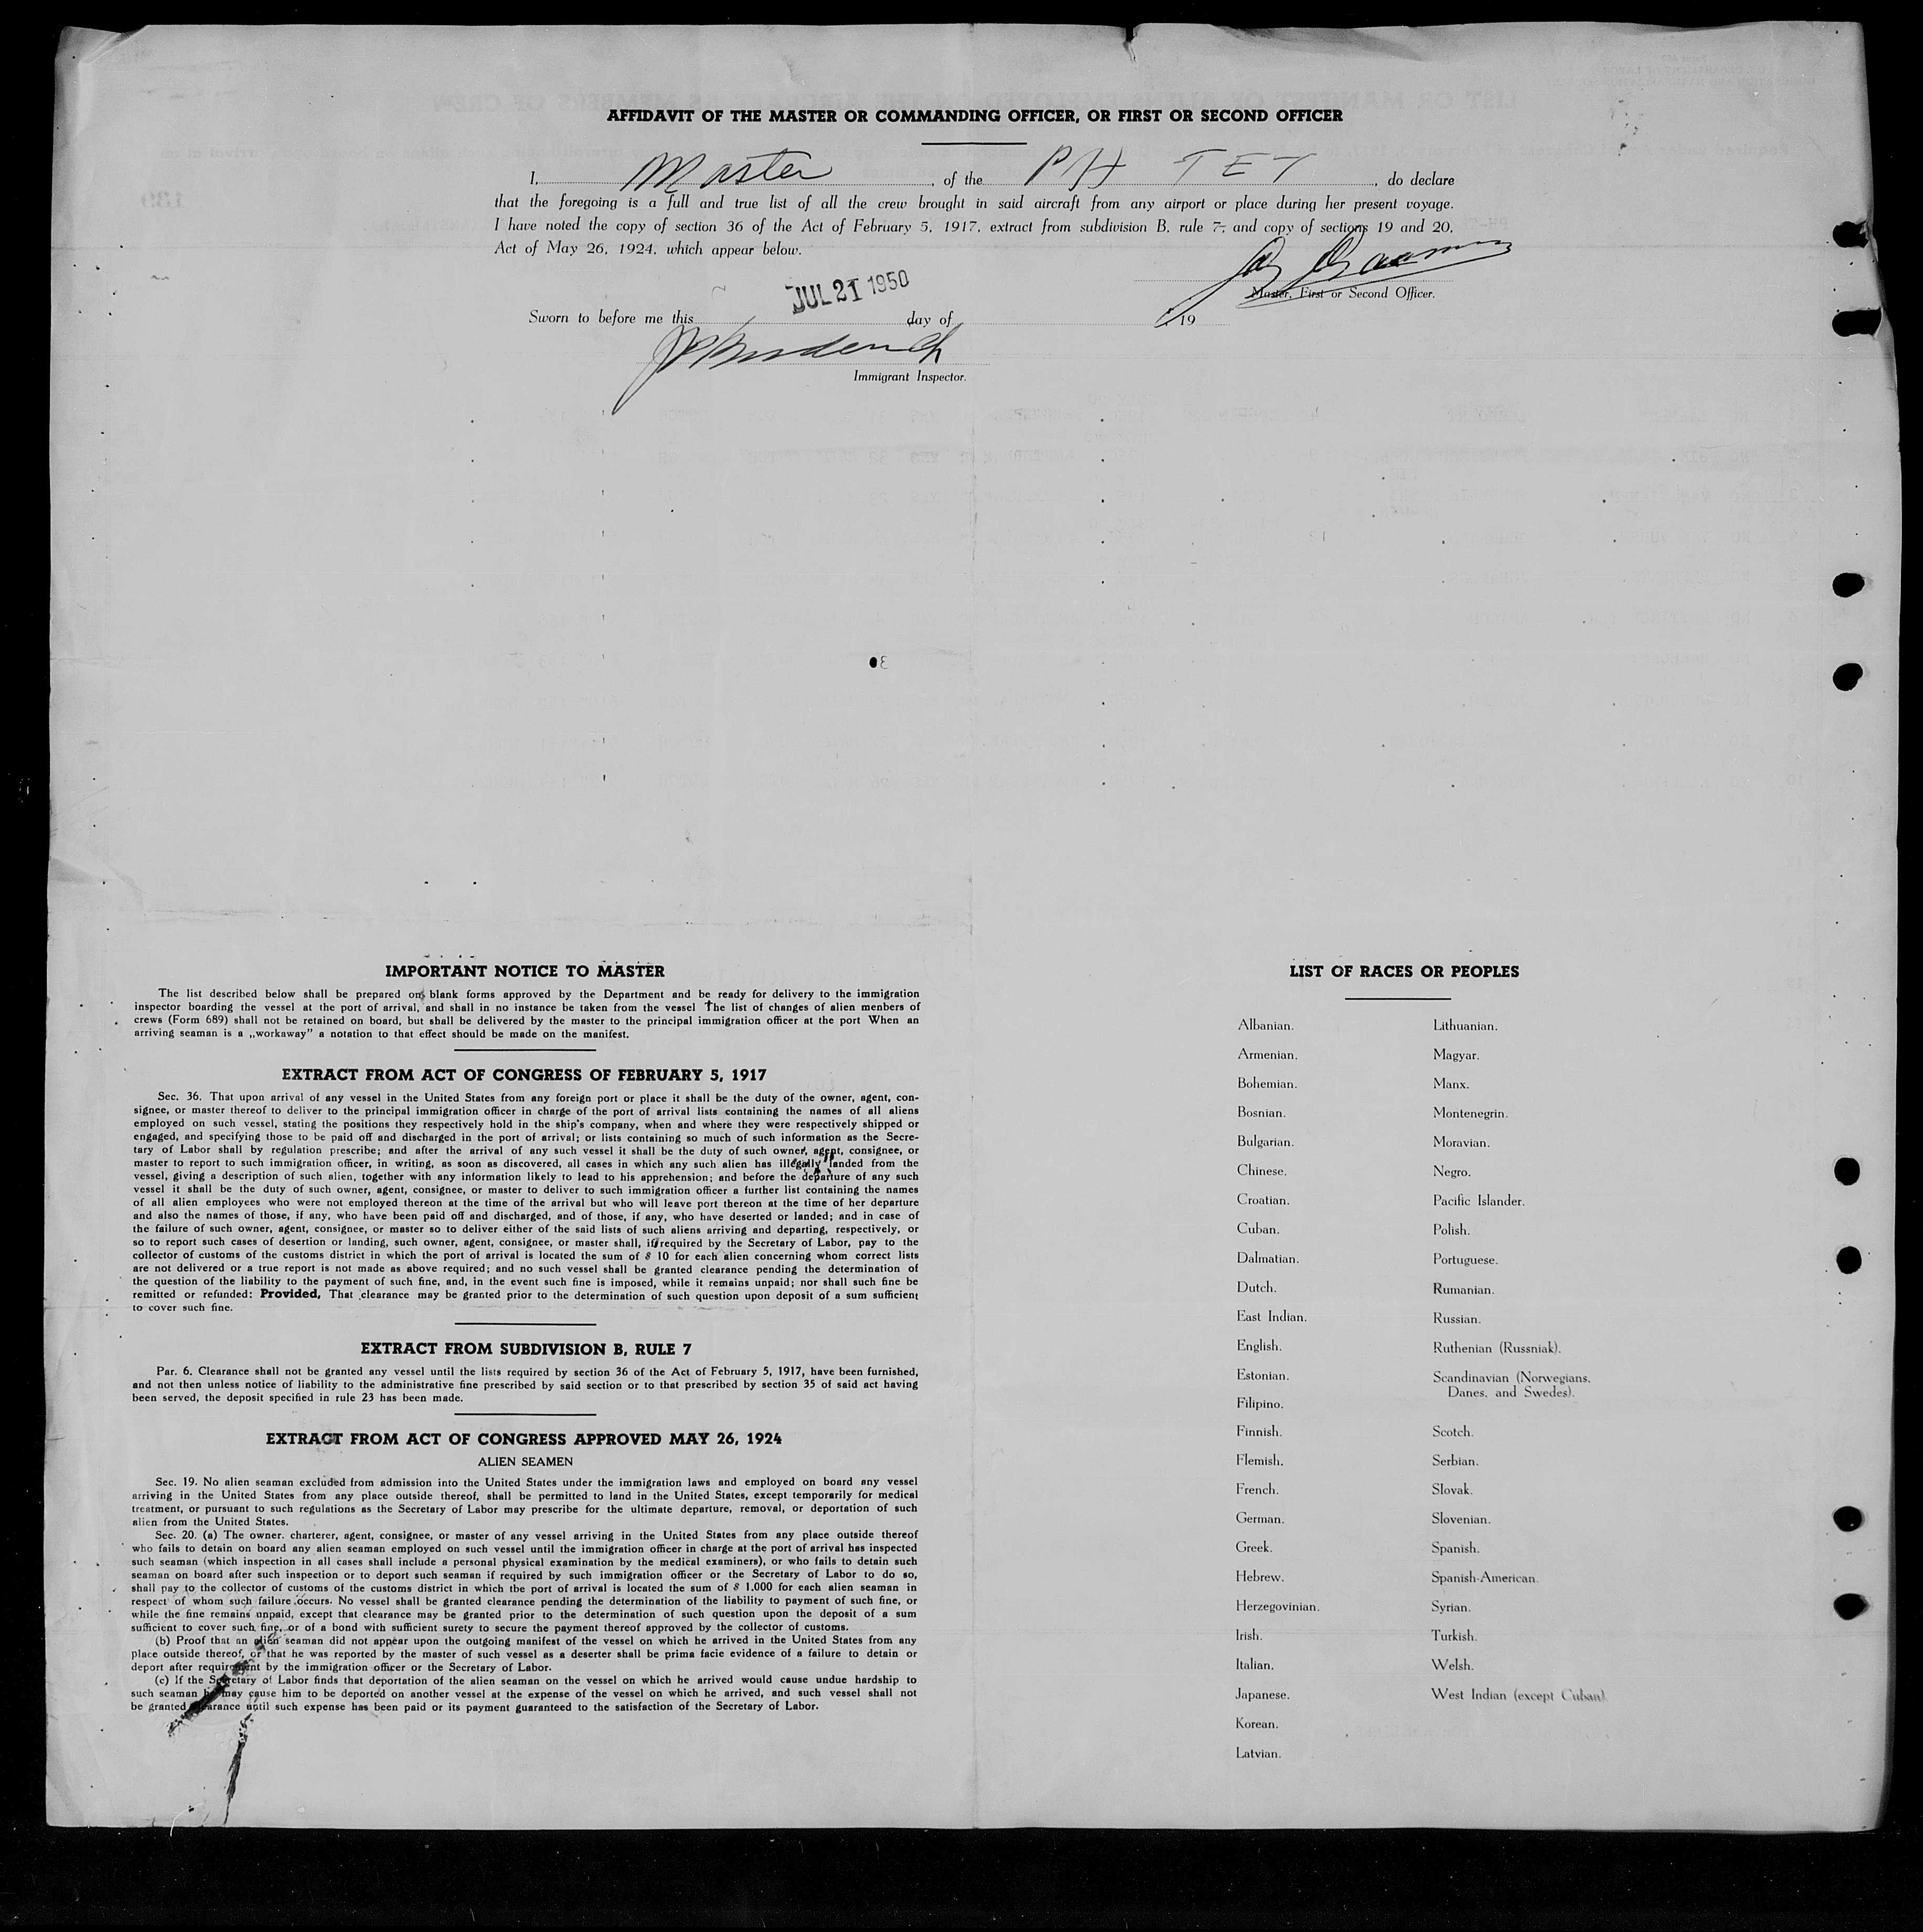 AFFIDAVIT OF THE MASTER OR COMMANDING OFFICER, OR FIRST OR SECOND OFFICER
I, Master, of the PH TET, do declare
that the foregoing is a full and true list of all the crew brought in said aircraft from any airport or place during her present voyage.
I have noted the copy of section 36 of the Act of February 5, 1917, extract from subdivision B, rule 7, and copy of sections 19 and 20,
Act of May 26, 1924, which appear below.
Master, First or Second Officer.
JUL 21 1950
Sworn to before me this day of , 19
Immigrant Inspector.
IMPORTANT NOTICE TO MASTER
The list described below shall be prepared on blank forms approved by the Department and be ready for delivery to the immigration
inspector boarding the vessel at the port of arrival, and shall in no instance be taken from the vessel The list of changes of alien menbers of
crews (Form 689) shall not be retained on board, but shall be delivered by the master to the principal immigration officer at the port When an
arriving seaman is a „workaway" a notation to that effect should be made on the manifest.
EXTRACT FROM ACT OF CONGRESS OF FEBRUARY 5, 1917
Sec. 36. That upon arrival of any vessel in the United States from any foreign port or place it shall be the duty of the owner, agent, con-
signee, or master thereof to deliver to the principal immigration officer in charge of the port of arrival lists containing the names of all aliens
employed on such vessel, stating the positions they respectively hold in the ship's company, when and where they were respectively shipped or
engaged, and specifying those to be paid off and discharged in the port of arrival; or lists containing so much of such information as the Secre-
tary of Labor shall by regulation prescribe; and after the arrival of any such vessel it shall be the duty of such owner, agent, consignee, or
master to report to such immigration officer, in writing, as soon as discovered, all cases in which any such alien has illegally landed from the
vessel, giving a description of such alien, together with any information likely to lead to his apprehension; and before the departure of any such
vessel it shall be the duty of such owner, agent, consignee, or master to deliver to such immigration officer a further list containing the names
of all alien employees who were not employed thereon at the time of the arrival but who will leave port thereon at the time of her departure
and also the names of those, if any, who have been paid off and discharged, and of those, if any, who have deserted or landed; and in case of
the failure of such owner, agent, consignee, or master so to deliver either of the said lists of such aliens arriving and departing, respectively, or
so to report such cases of desertion or landing, such owner, agent, consignee, or master shall, if required by the Secretary of Labor, pay to the
collector of customs of the customs district in which the port of arrival is located the sum of $ 10 for each alien concerning whom correct lists
are not delivered or a true report is not made as above required; and no such vessel shall be granted clearance pending the determination of
the question of the liability to the payment of such fine, and, in the event such fine is imposed, while it remains unpaid; nor shall such fine be
remitted or refunded: Provided, That clearance may be granted prior to the determination of such question upon deposit of a sum sufficient
to cover such fine.
EXTRACT FROM SUBDIVISION B, RULE 7
Par. 6. Clearance shall not be granted any vessel until the lists required by section 36 of the Act of February 5, 1917, have been furnished,
and not then unless notice of liability to the administrative fine prescribed by said section or to that prescribed by section 35 of said act having
been served, the deposit specified in rule 23 has been made.
EXTRACT FROM ACT OF CONGRESS APPROVED MAY 26, 1924
ALIEN SEAMEN
Sec. 19. No alien seaman excluded from admission into the United States under the immigration laws and employed on board any vessel
arriving in the United States from any place outside thereof, shall be permitted to land in the United States, except temporarily for medical
treatment, or pursuant to such regulations as the Secretary of Labor may prescribe for the ultimate departure, removal, or deportation of such
alien from the United States.
Sec. 20. (a) The owner. charterer, agent, consignee, or master of any vessel arriving in the United States from any place outside thereof
who fails to detain on board any alien seaman employed on such vessel until the immigration officer in charge at the port of arrival has inspected
such seaman (which inspection in all cases shall include a personal physical examination by the medical examiners), or who fails to detain such
seaman on board after such inspection or to deport such seaman if required by such immigration officer or the Secretary of Labor to do so,
shall pay to the collector of customs of the customs district in which the port of arrival is located the sum of $ 1.000 for each alien seaman in
respect of whom such failure occurs. No vessel shall be granted clearance pending the determination of the liability to payment of such fine, or
while the fine remains unpaid, except that clearance may be granted prior to the determination of such question upon the deposit of a sum
sufficient to cover such fine, or of a bond with sufficient surety to secure the payment thereof approved by the collector of customs.
(b) Proof that an alien seaman did not appear upon the outgoing manifest of the vessel on which he arrived in the United States from any
place outside thereof, or that he was reported by the master of such vessel as a deserter shall be prima facie evidence of a failure to detain or
deport after requirement by the immigration officer or the Secretary of Labor.
(c) If the Secretary of Labor finds that deportation of the alien seaman on the vessel on which he arrived would cause undue hardship to
such seaman he may cause him to be deported on another vessel at the expense of the vessel on which he arrived, and such vessel shall not
be granted clearance until such expense has been paid or its payment guaranteed to the satisfaction of the Secretary of Labor.
LIST OF RACES OR PEOPLES
Albanian.
Armenian.
Bohemian.
Bosnian.
Bulgarian.
Chinese.
Croatian.
Cuban.
Dalmatian.
Dutch.
East Indian.
English.
Estonian.
Filipino.
Finnish.
Flemish.
French.
German.
Greek.
Hebrew.
Herzegovinian.
Irish.
Italian.
Japanese.
Korean.
Latvian.
Lithuanian.
Magyar.
Manx.
Montenegrin.
Moravian.
Negro.
Pacific Islander.
Polish.
Portuguese.
Rumanian.
Russian.
Ruthenian (Russniak).
Scandinavian (Norwegians,
Danes, and Swedes).
Scotch.
Serbian.
Slovak.
Slovenian.
Spanish.
Spanish-American.
Syrian.
Turkish.
Welsh.
West Indian (except Cuban).